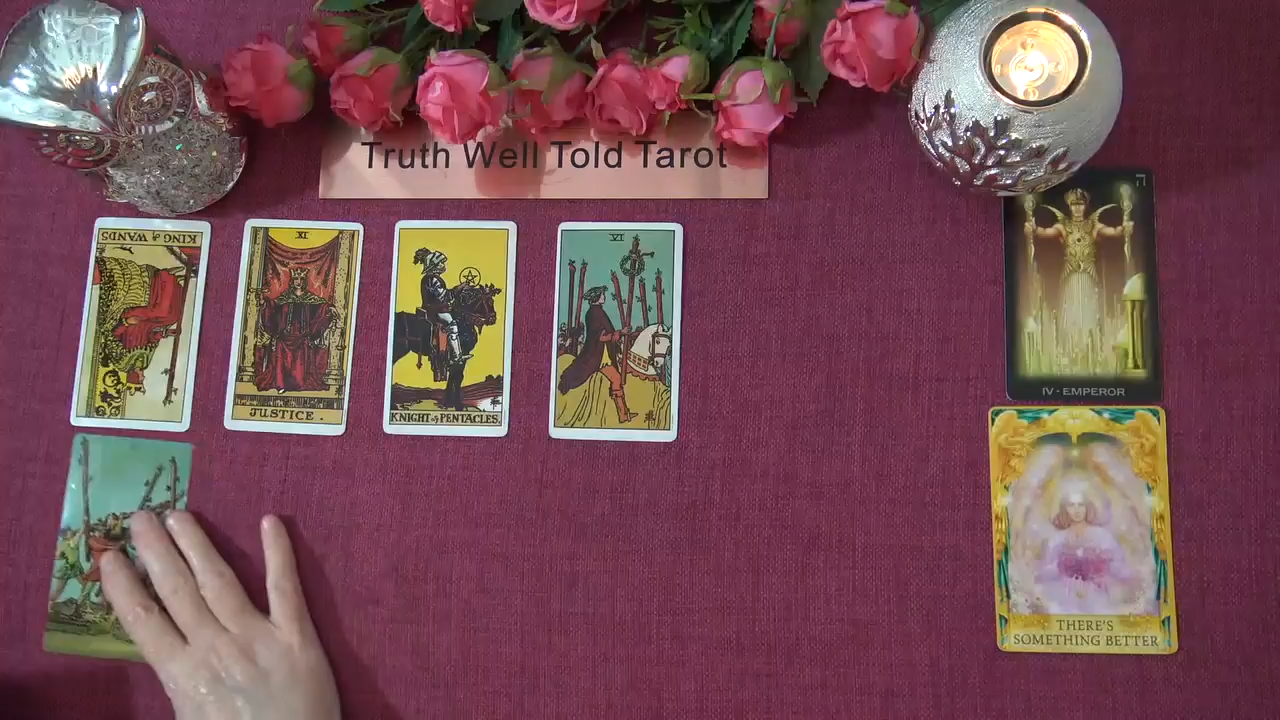 Truth Well Told Tarot
KING of WANDS
XI
JUSTICE.
KNIGHT of PENTACLES.
VI
ה
IV - EMPEROR
THERE'S
SOMETHING BETTER